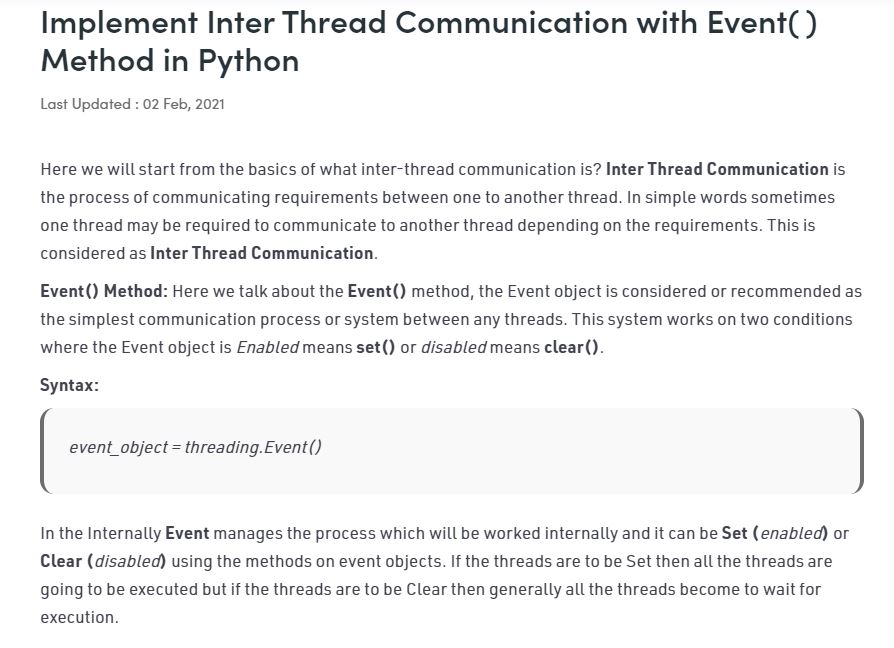 Implement Inter Thread Communication with Event( )
Method in Python
Last Updated : 02 Feb, 2021
Here we will start from the basics of what inter-thread communication is? Inter Thread Communication is
the process of communicating requirements between one to another thread. In simple words sometimes
one thread may be required to communicate to another thread depending on the requirements. This is
considered as Inter Thread Communication.
Event() Method: Here we talk about the Event() method, the Event object is considered or recommended as
the simplest communication process or system between any threads. This system works on two conditions
where the Event object is Enabled means set() or disabled means clear().
Syntax:
event_object = threading.Event()
In the Internally Event manages the process which will be worked internally and it can be Set (enabled) or
Clear (disabled) using the methods on event objects. If the threads are to be Set then all the threads are
going to be executed but if the threads are to be Clear then generally all the threads become to wait for
execution.